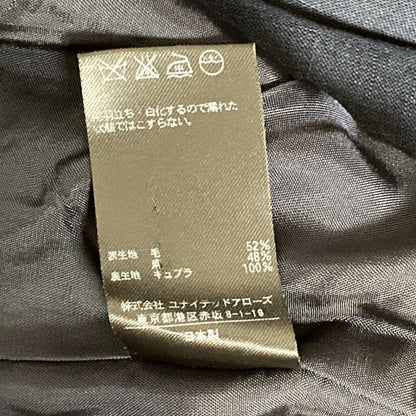 毛羽立ち・白化するので濡れた
状態ではこすらない。
表生地 毛 52%
綿 48%
裏生地 キュプラ 100%
株式会社 ユナイテッドアローズ
東京都港区赤坂 8-1-19
日本製